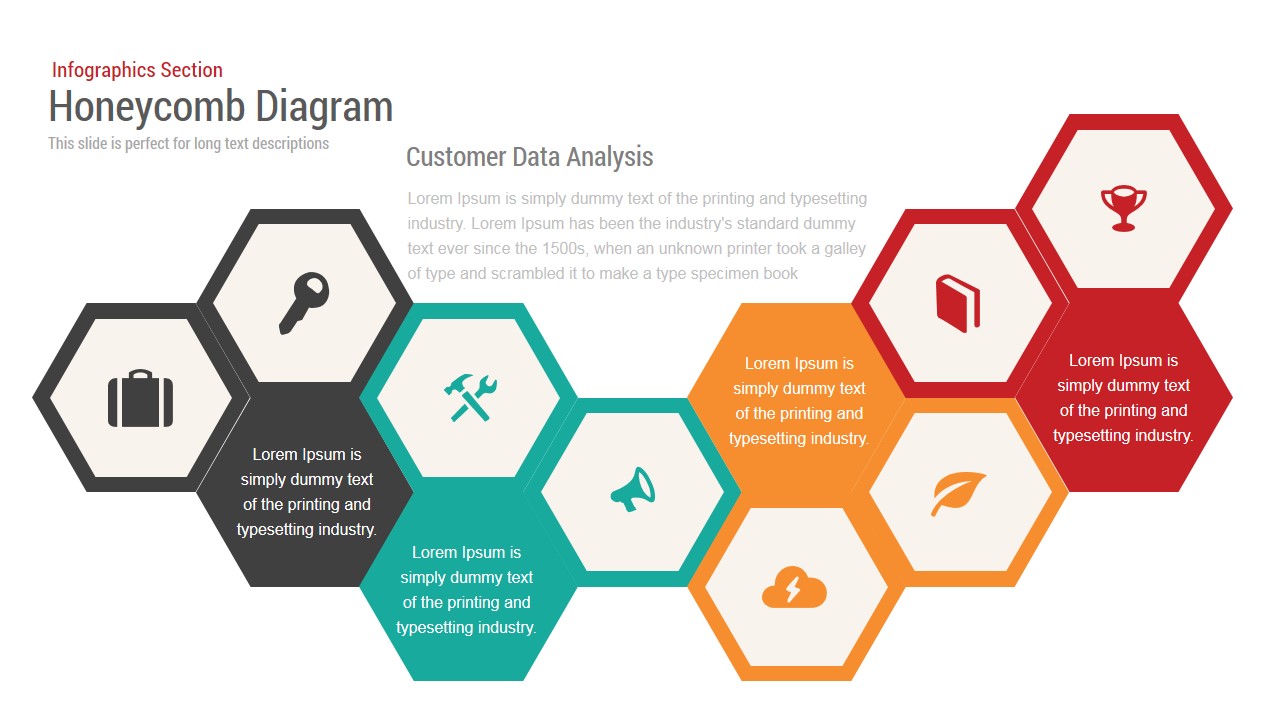 Infographics Section
Honeycomb Diagram
This slide is perfect for long text descriptions
Customer Data Analysis
Lorem Ipsum is simply dummy text of the printing and typesetting
industry. Lorem Ipsum has been the industry's standard dummy
text ever since the 1500s, when an unknown printer took a galley
of type and scrambled it to make a type specimen book
Lorem Ipsum is
simply dummy text
of the printing and
typesetting industry.
Lorem Ipsum is
simply dummy text
of the printing and
typesetting industry.
Lorem Ipsum is
simply dummy text
of the printing and
typesetting industry.
Lorem Ipsum is
simply dummy text
of the printing and
typesetting industry.